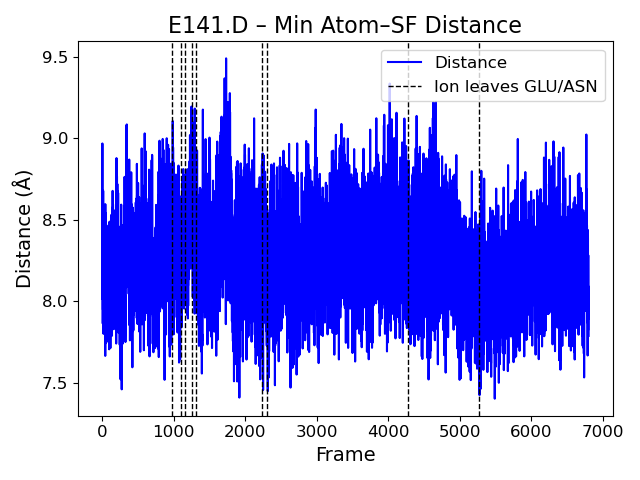 E141.D – Min Atom–SF Distance
Distance
Ion leaves GLU/ASN
Distance (Å)
9.5
9.0
8.5
8.0
7.5
0 1000 2000 3000 4000 5000 6000 7000
Frame